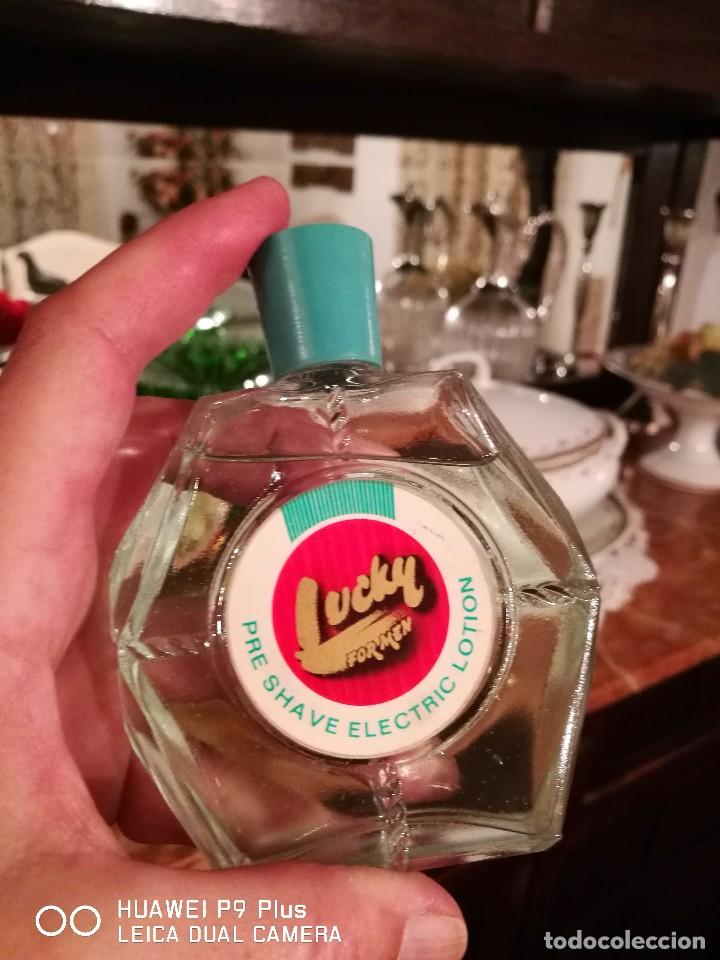 Lucky
FOR MEN
PRE SHAVE ELECTRIC LOTION
HUAWEI P9 Plus
LEICA DUAL CAMERA
todocoleccion